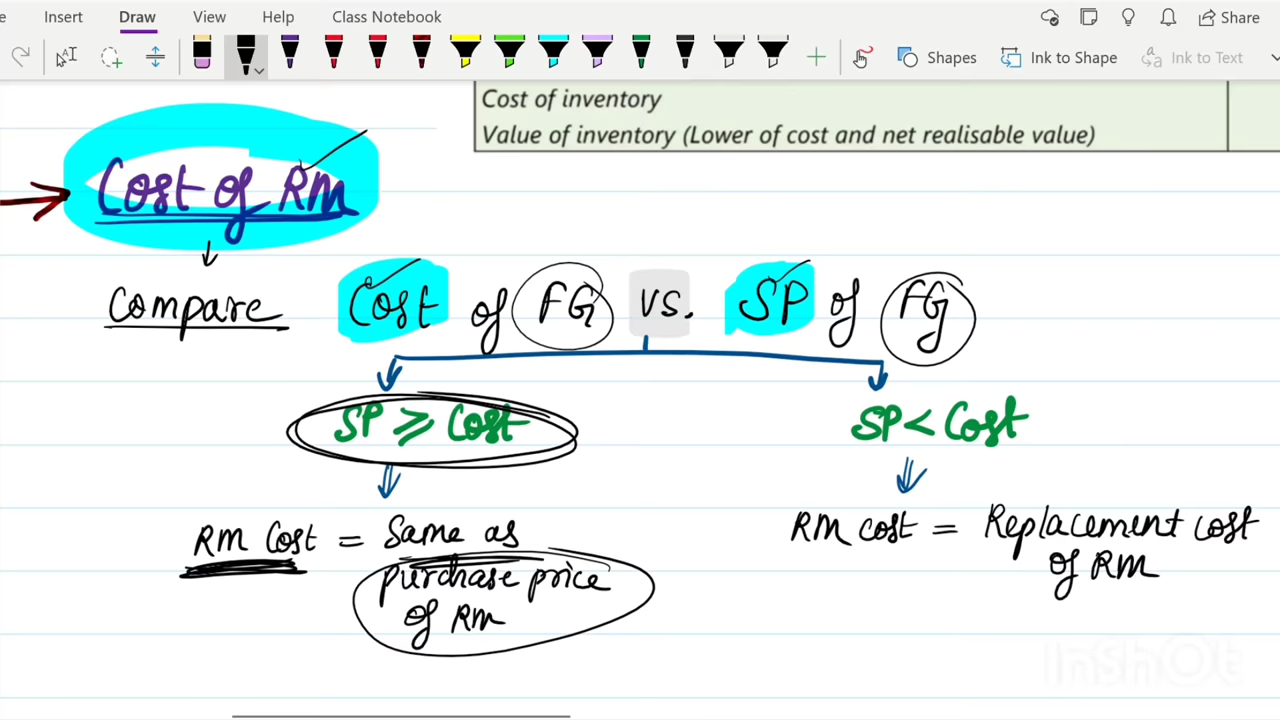 Insert Draw View Help Class Notebook Share
Shapes Ink to Shape Ink to Text
Cost of inventory
Value of inventory (Lower of cost and net realisable value)
Cost of RM
Compare Cost of FG VS. SP of FG
SP ⩾ Cost
SP < Cost
RM Cost = Same as
purchase price
of RM
RM cost = Replacement cost
of RM
InshOt